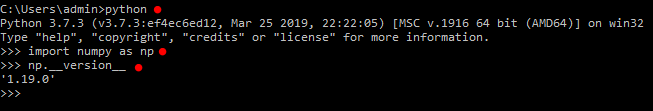 C:\Users\admin>python
Python 3.7.3 (v3.7.3:ef4ec6ed12, Mar 25 2019, 22:22:05) [MSC v.1916 64 bit (AMD64)] on win32
Type "help", "copyright", "credits" or "license" for more information.
>>> import numpy as np
>>> np.__version__
'1.19.0'
>>>